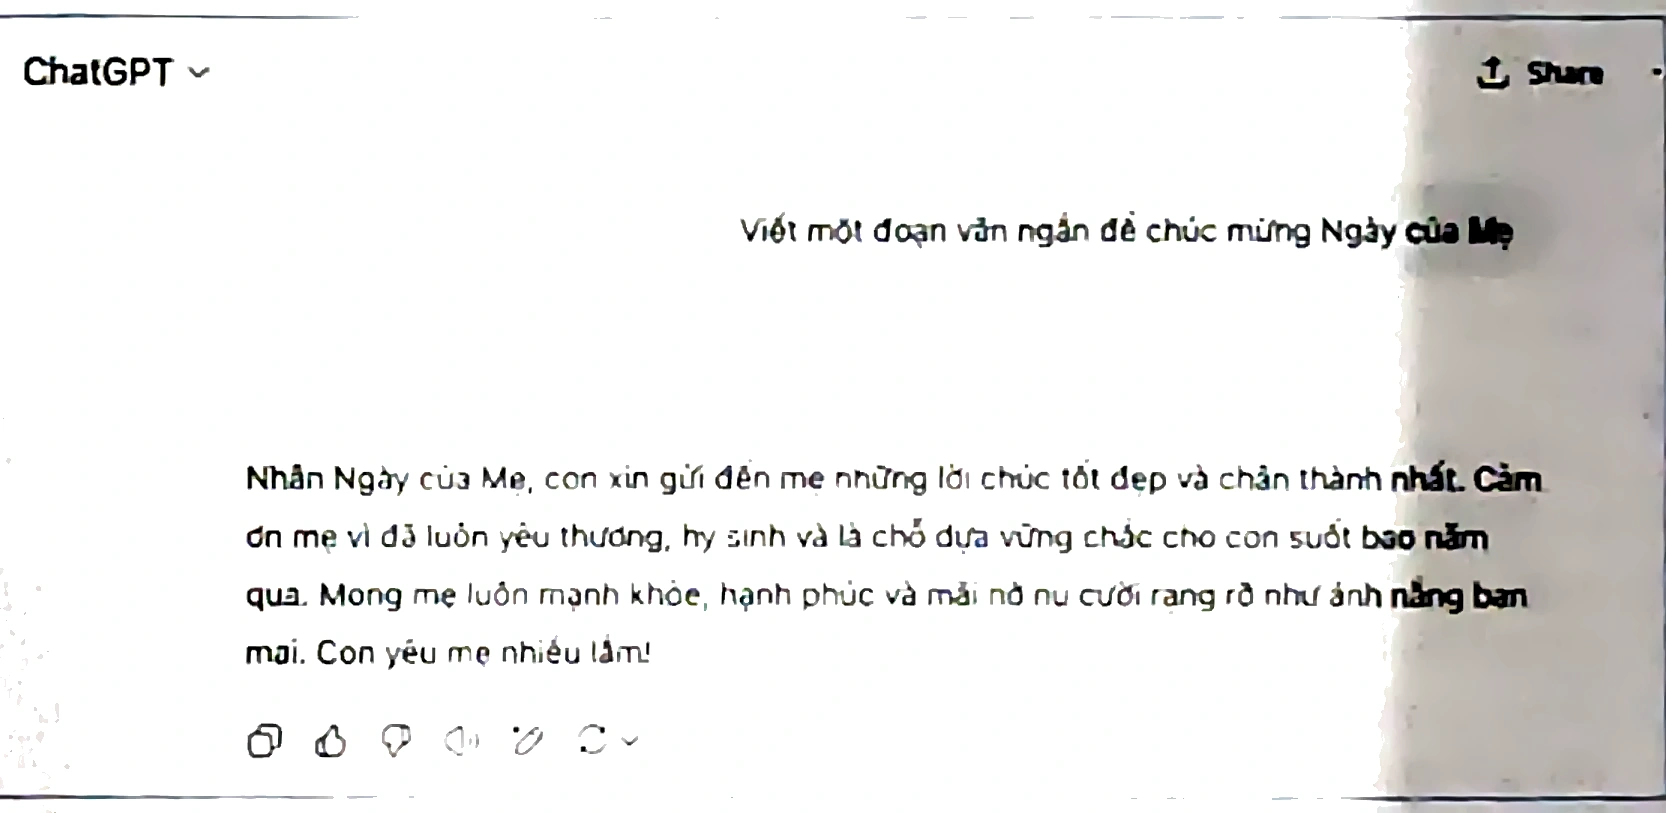 ChatGPT
Share
Viết một đoạn văn ngắn để chúc mừng Ngày của Mẹ
Nhân Ngày của Mẹ, con xin gửi đến mẹ những lời chúc tốt đẹp và chân thành nhất. Cảm
ơn mẹ vì đã luôn yêu thương, hy sinh và là chỗ dựa vững chắc cho con suốt bao năm
qua. Mong mẹ luôn mạnh khỏe, hạnh phúc và mãi nở nụ cười rạng rỡ như ánh nắng ban
mai. Con yêu mẹ nhiều lắm!